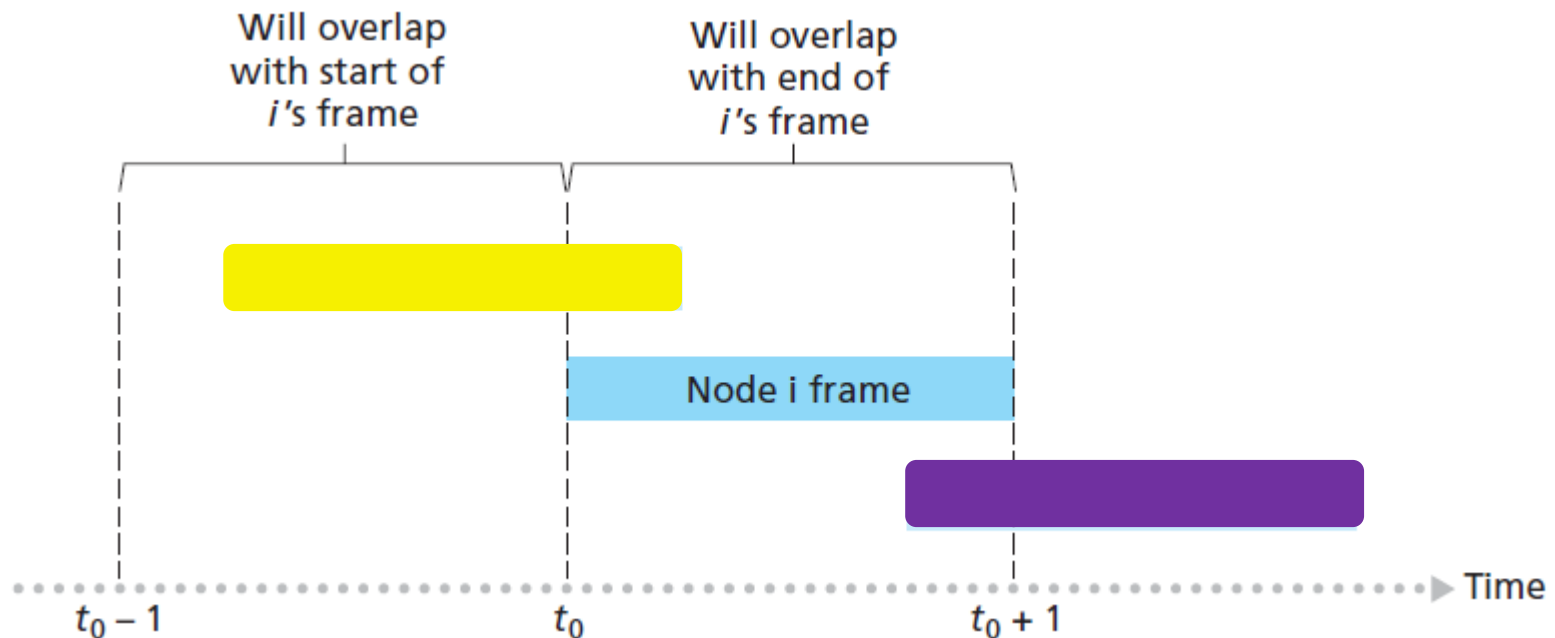 Will overlap
with start of
i's frame
Will overlap
with end of
i's frame
Node i frame
Time
t₀ – 1
t₀
t₀ + 1